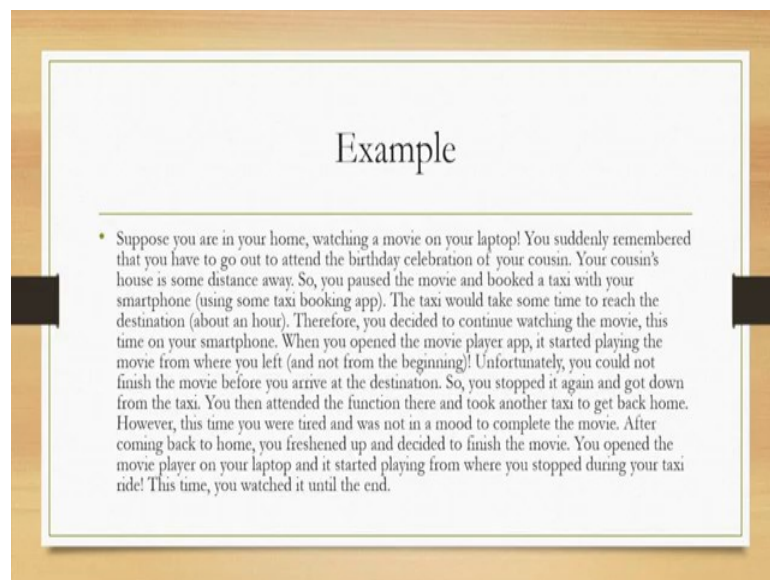 Example
• Suppose you are in your home, watching a movie on your laptop! You suddenly remembered
that you have to go out to attend the birthday celebration of your cousin. Your cousin's
house is some distance away. So, you paused the movie and booked a taxi with your
smartphone (using some taxi booking app). The taxi would take some time to reach the
destination (about an hour). Therefore, you decided to continue watching the movie, this
time on your smartphone. When you opened the movie player app, it started playing the
movie from where you left (and not from the beginning)! Unfortunately, you could not
finish the movie before you arrive at the destination. So, you stopped it again and got down
from the taxi. You then attended the function there and took another taxi to get back home.
However, this time you were tired and was not in a mood to complete the movie. After
coming back to home, you freshened up and decided to finish the movie. You opened the
movie player on your laptop and it started playing from where you stopped during your taxi
ride! This time, you watched it until the end.